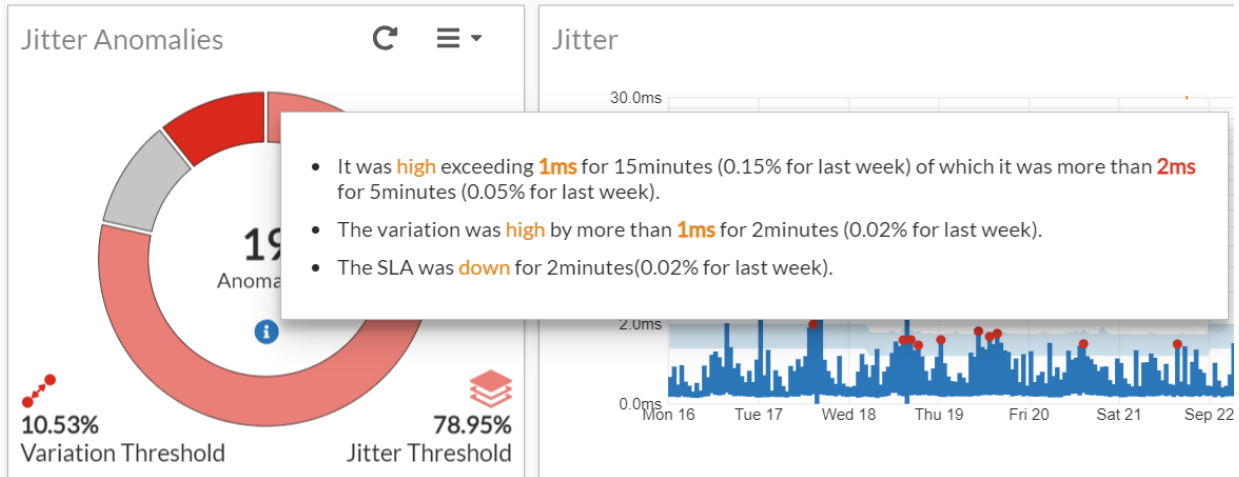 Jitter Anomalies
Jitter
30.0ms
• It was high exceeding 1ms for 15minutes (0.15% for last week) of which it was more than 2ms
for 5minutes (0.05% for last week).
• The variation was high by more than 1ms for 2minutes (0.02% for last week).
• The SLA was down for 2minutes(0.02% for last week).
2.0ms
0.0ms
Mon 16 Tue 17 Wed 18 Thu 19 Fri 20 Sat 21 Sep 22
10.53%
Variation Threshold
78.95%
Jitter Threshold